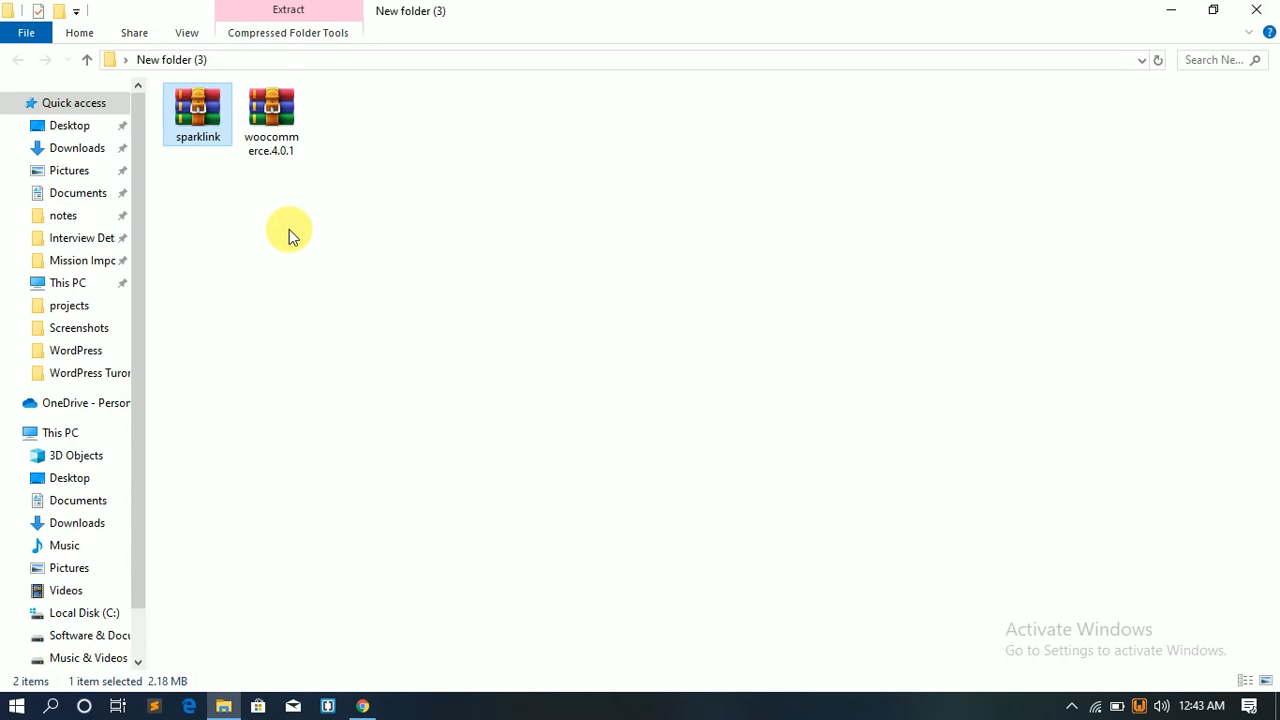 Extract
New folder (3)
File
Home
Share
View
Compressed Folder Tools
New folder (3)
Search Ne...
Quick access
Desktop
Downloads
Pictures
Documents
notes
Interview Det
Mission Impc
This PC
projects
Screenshots
WordPress
WordPress Turor
OneDrive - Person
This PC
3D Objects
Desktop
Documents
Downloads
Music
Pictures
Videos
Local Disk (C:)
Software & Docu
Music & Videos
sparklink
woocomm
erce.4.0.1
Activate Windows
Go to Settings to activate Windows.
2 items
1 item selected 2.18 MB
12:43 AM